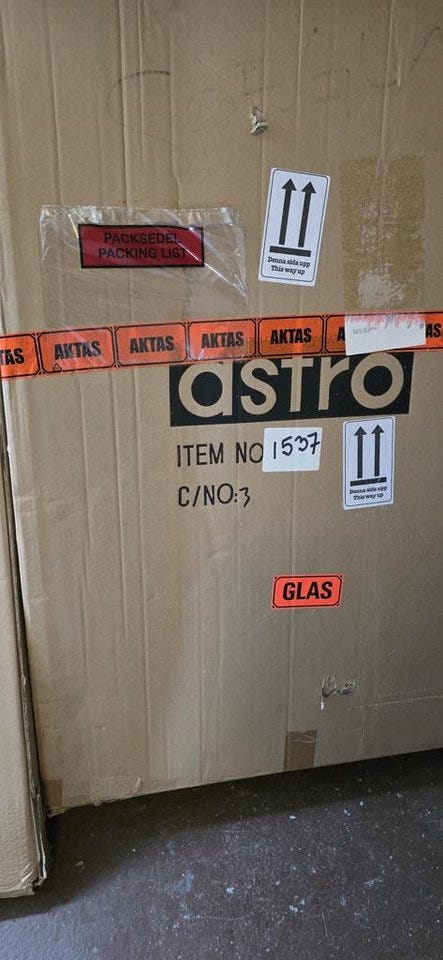 PACKSEDEL
PACKING LIST
Denna sida upp
This way up
TAS AKTAS AKTAS AKTAS AKTAS A AS
astro
ITEM NO 1537
C/NO:3
Denna sida upp
This way up
GLAS